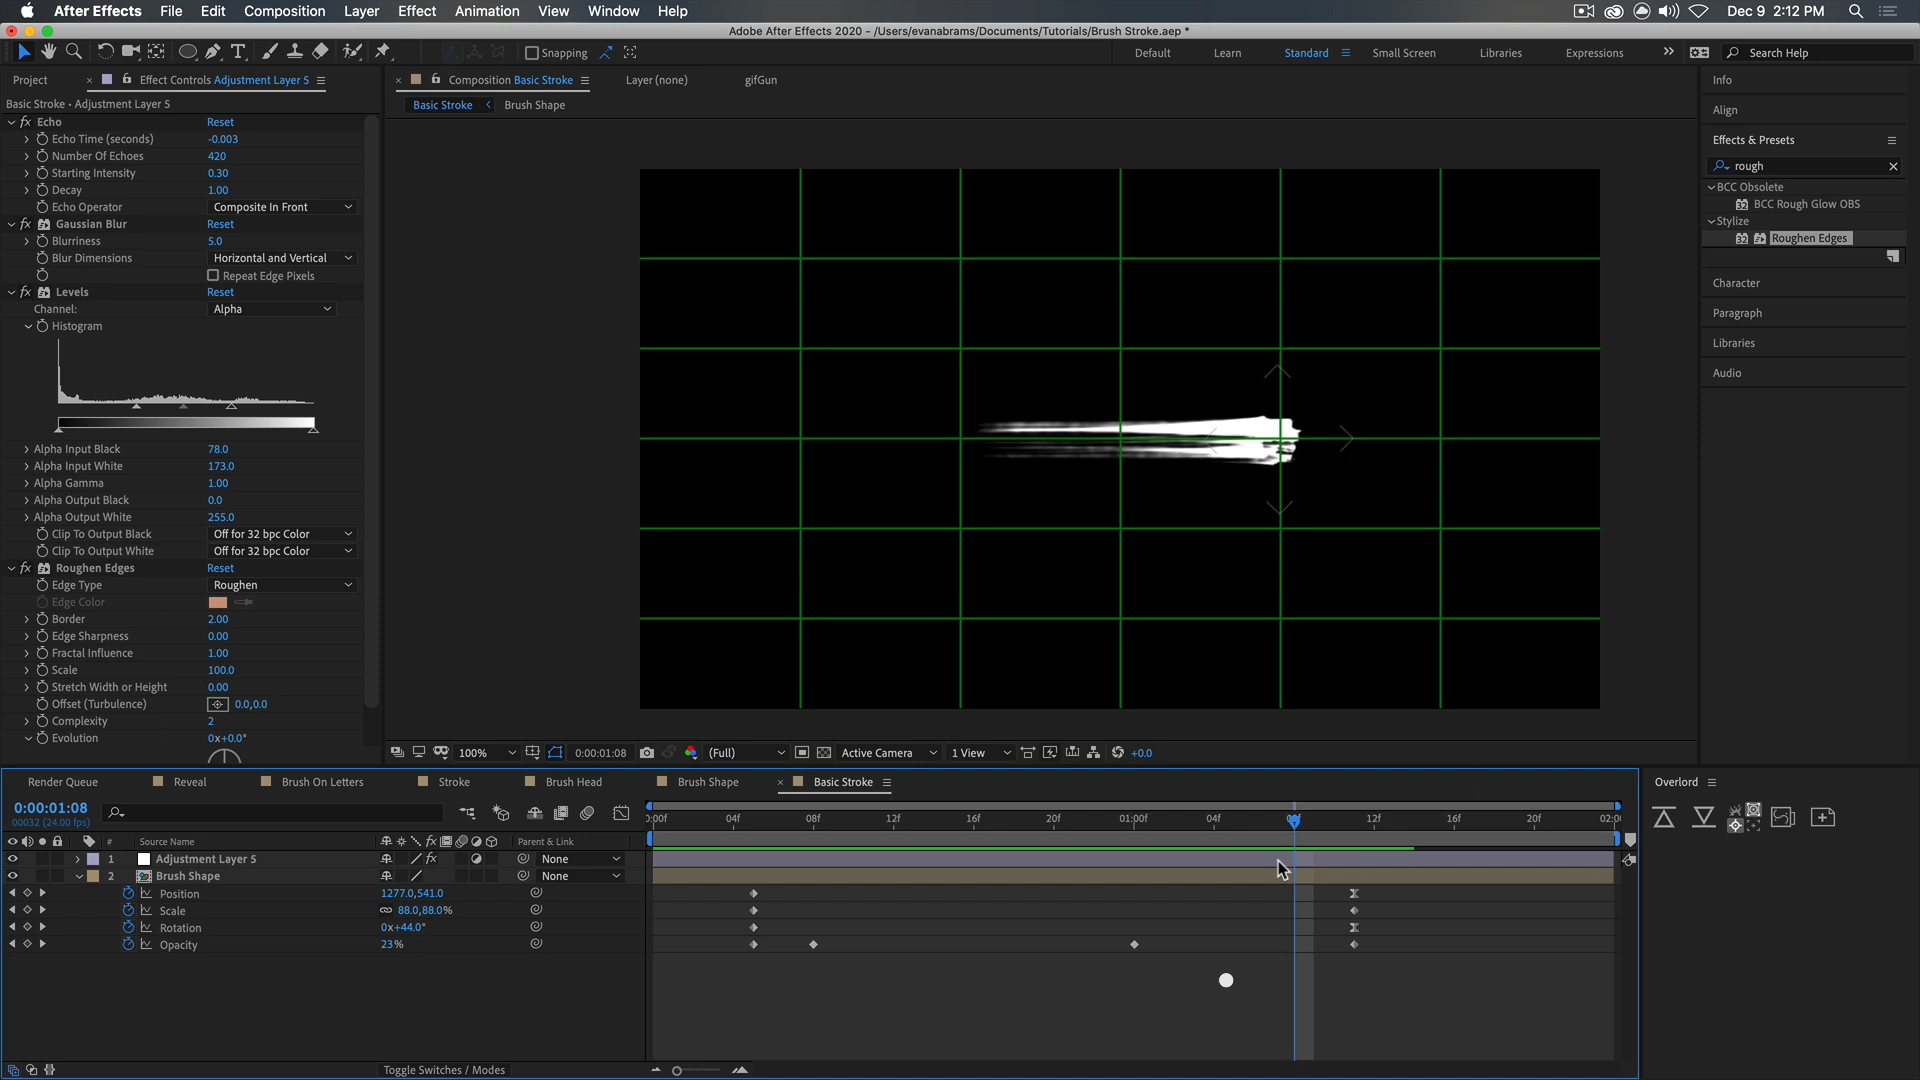 After Effects File Edit Composition Layer Effect Animation View Window Help Dec 9 2:12 PM
Adobe After Effects 2020 - /Users/evanabrams/Documents/Tutorials/Brush Stroke.aep *
Snapping Default Learn Standard Small Screen Libraries Expressions Search Help
Project Effect Controls Adjustment Layer 5 Composition Basic Stroke Layer (none) gifGun Info
Basic Stroke • Adjustment Layer 5 Basic Stroke Brush Shape
Align
Effects & Presets
rough
BCC Obsolete
BCC Rough Glow OBS
Stylize
Roughen Edges
Character
Paragraph
Libraries
Audio
fx Echo Reset
Echo Time (seconds) -0.003
Number Of Echoes 420
Starting Intensity 0.30
Decay 1.00
Echo Operator Composite In Front
fx Gaussian Blur Reset
Blurriness 5.0
Blur Dimensions Horizontal and Vertical
Repeat Edge Pixels
fx Levels Reset
Channel: Alpha
Histogram
Alpha Input Black 78.0
Alpha Input White 173.0
Alpha Gamma 1.00
Alpha Output Black 0.0
Alpha Output White 255.0
Clip To Output Black Off for 32 bpc Color
Clip To Output White Off for 32 bpc Color
fx Roughen Edges Reset
Edge Type Roughen
Edge Color
Border 2.00
Edge Sharpness 0.00
Fractal Influence 1.00
Scale 100.0
Stretch Width or Height 0.00
Offset (Turbulence) 0.0,0.0
Complexity 2
Evolution 0x+0.0°
100% 0:00:01:08 (Full) Active Camera 1 View +0.0
Render Queue Reveal Brush On Letters Stroke Brush Head Brush Shape Basic Stroke Overlord
0:00:01:08
00032 (24.00 fps)
04f 08f 12f 16f 20f 01:00f 04f 12f 16f 20f
# Source Name fx Parent & Link
1 Adjustment Layer 5 fx None
2 Brush Shape None
Position 1277.0,541.0
Scale 88.0,88.0%
Rotation 0x+44.0°
Opacity 23%
Toggle Switches / Modes